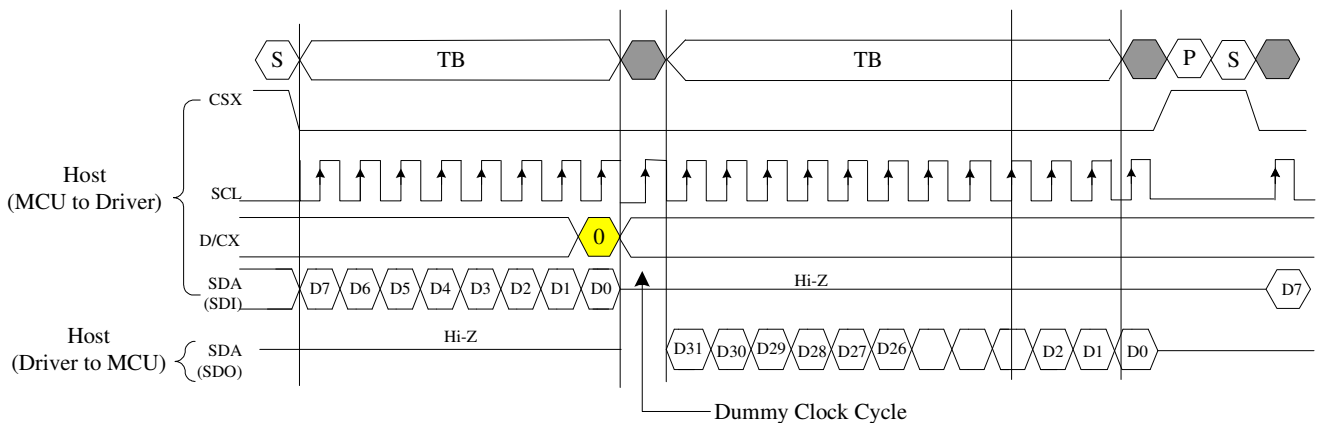 S TB TB P S
CSX
Host
(MCU to Driver)
SCL
D/CX 0
SDA
(SDI)
D7 D6 D5 D4 D3 D2 D1 D0 Hi-Z D7
Host
(Driver to MCU)
SDA
(SDO)
Hi-Z
D31 D30 D29 D28 D27 D26 D2 D1 D0
Dummy Clock Cycle